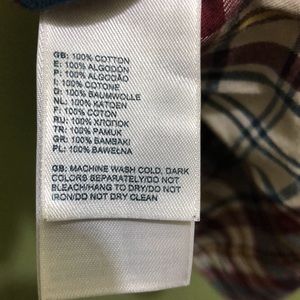 GB: 100% COTTON
E: 100% ALGODÓN
P: 100% ALGODÃO
I: 100% COTONE
D: 100% BAUMWOLLE
NL: 100% KATOEN
F: 100% COTON
RU: 100% ХЛОПОК
TR: 100% PAMUK
GR: 100% BAMBAKI
PL: 100% BAWEŁNA
GB: MACHINE WASH COLD, DARK
COLORS SEPARATELY/DO NOT
BLEACH/HANG TO DRY/DO NOT
IRON/DO NOT DRY CLEAN